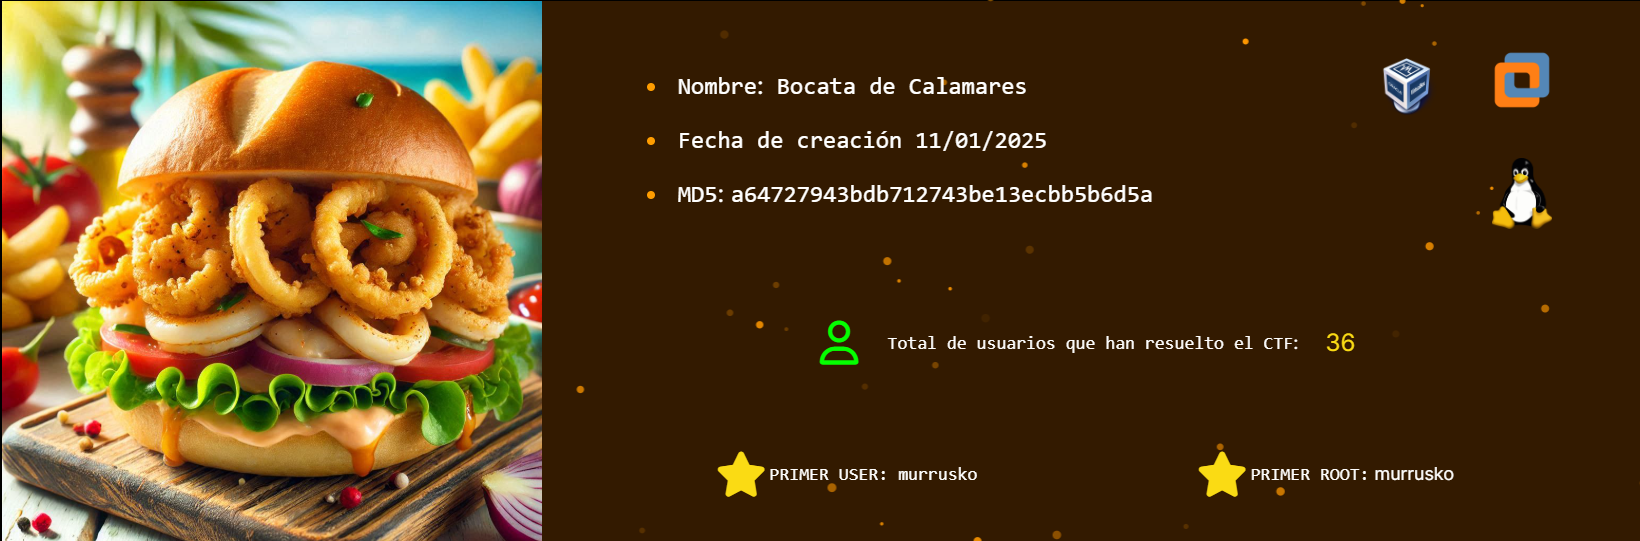 Nombre: Bocata de Calamares
Fecha de creación 11/01/2025
MD5: a64727943bdb712743be13ecbb5b6d5a
Total de usuarios que han resuelto el CTF: 36
PRIMER USER: murrusko
PRIMER ROOT: murrusko